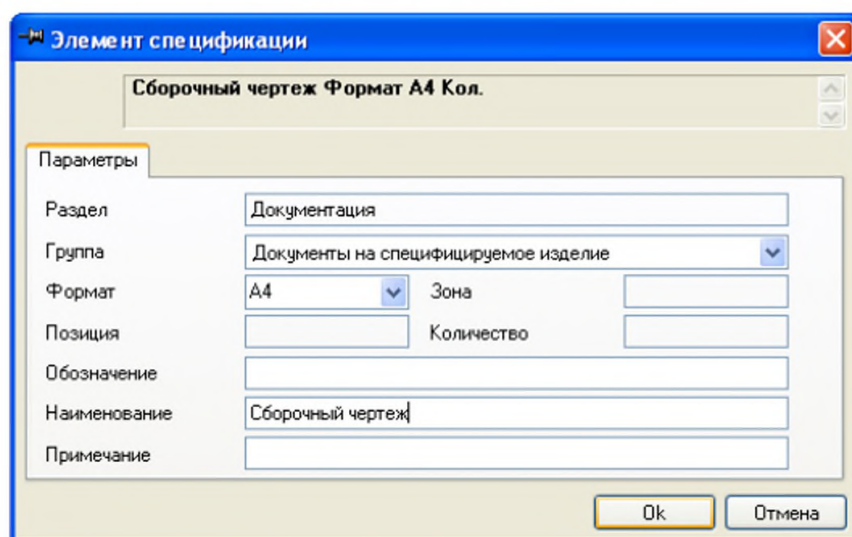 Элемент спецификации
Сборочный чертеж Формат А4 Кол.
Параметры
Раздел Документация
Группа Документы на специфицируемое изделие
Формат А4 Зона
Позиция Количество
Обозначение
Наименование Сборочный чертеж
Примечание
Ok Отмена